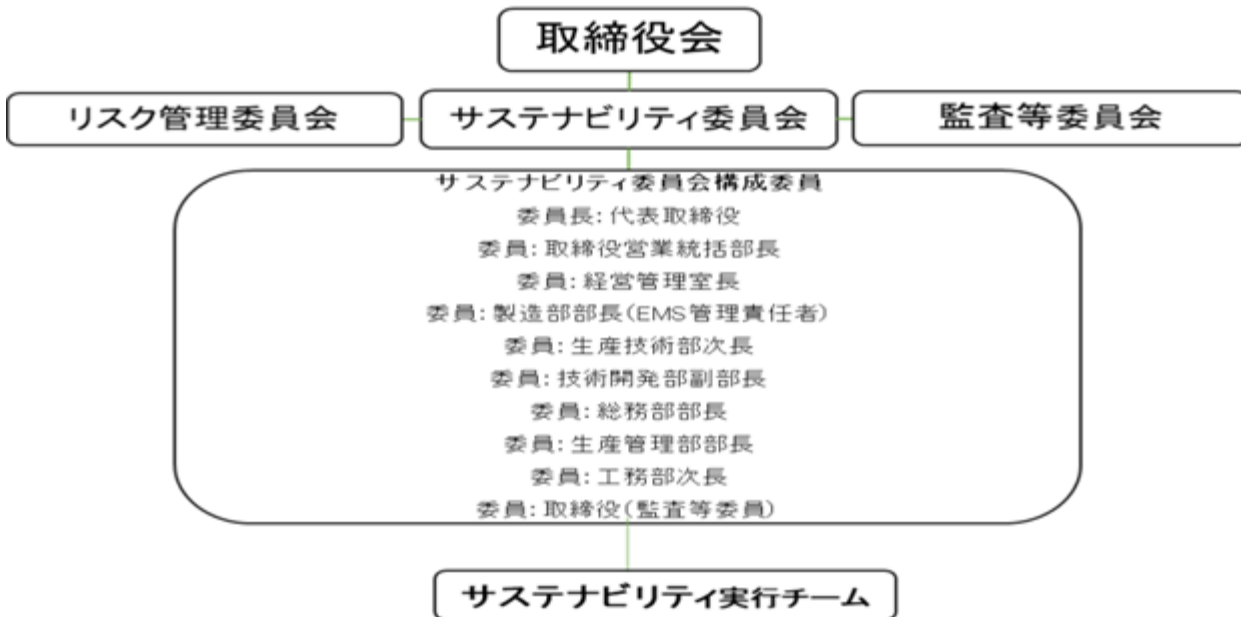 取締役会
リスク管理委員会
サステナビリティ委員会
監査等委員会
サステナビリティ委員会構成委員
委員長:代表取締役
委員:取締役営業統括部長
委員:経営管理室長
委員:製造部部長(EMS管理責任者)
委員:生産技術部次長
委員:技術開発部副部長
委員:総務部部長
委員:生産管理部部長
委員:工務部次長
委員:取締役(監査等委員)
サステナビリティ実行チーム